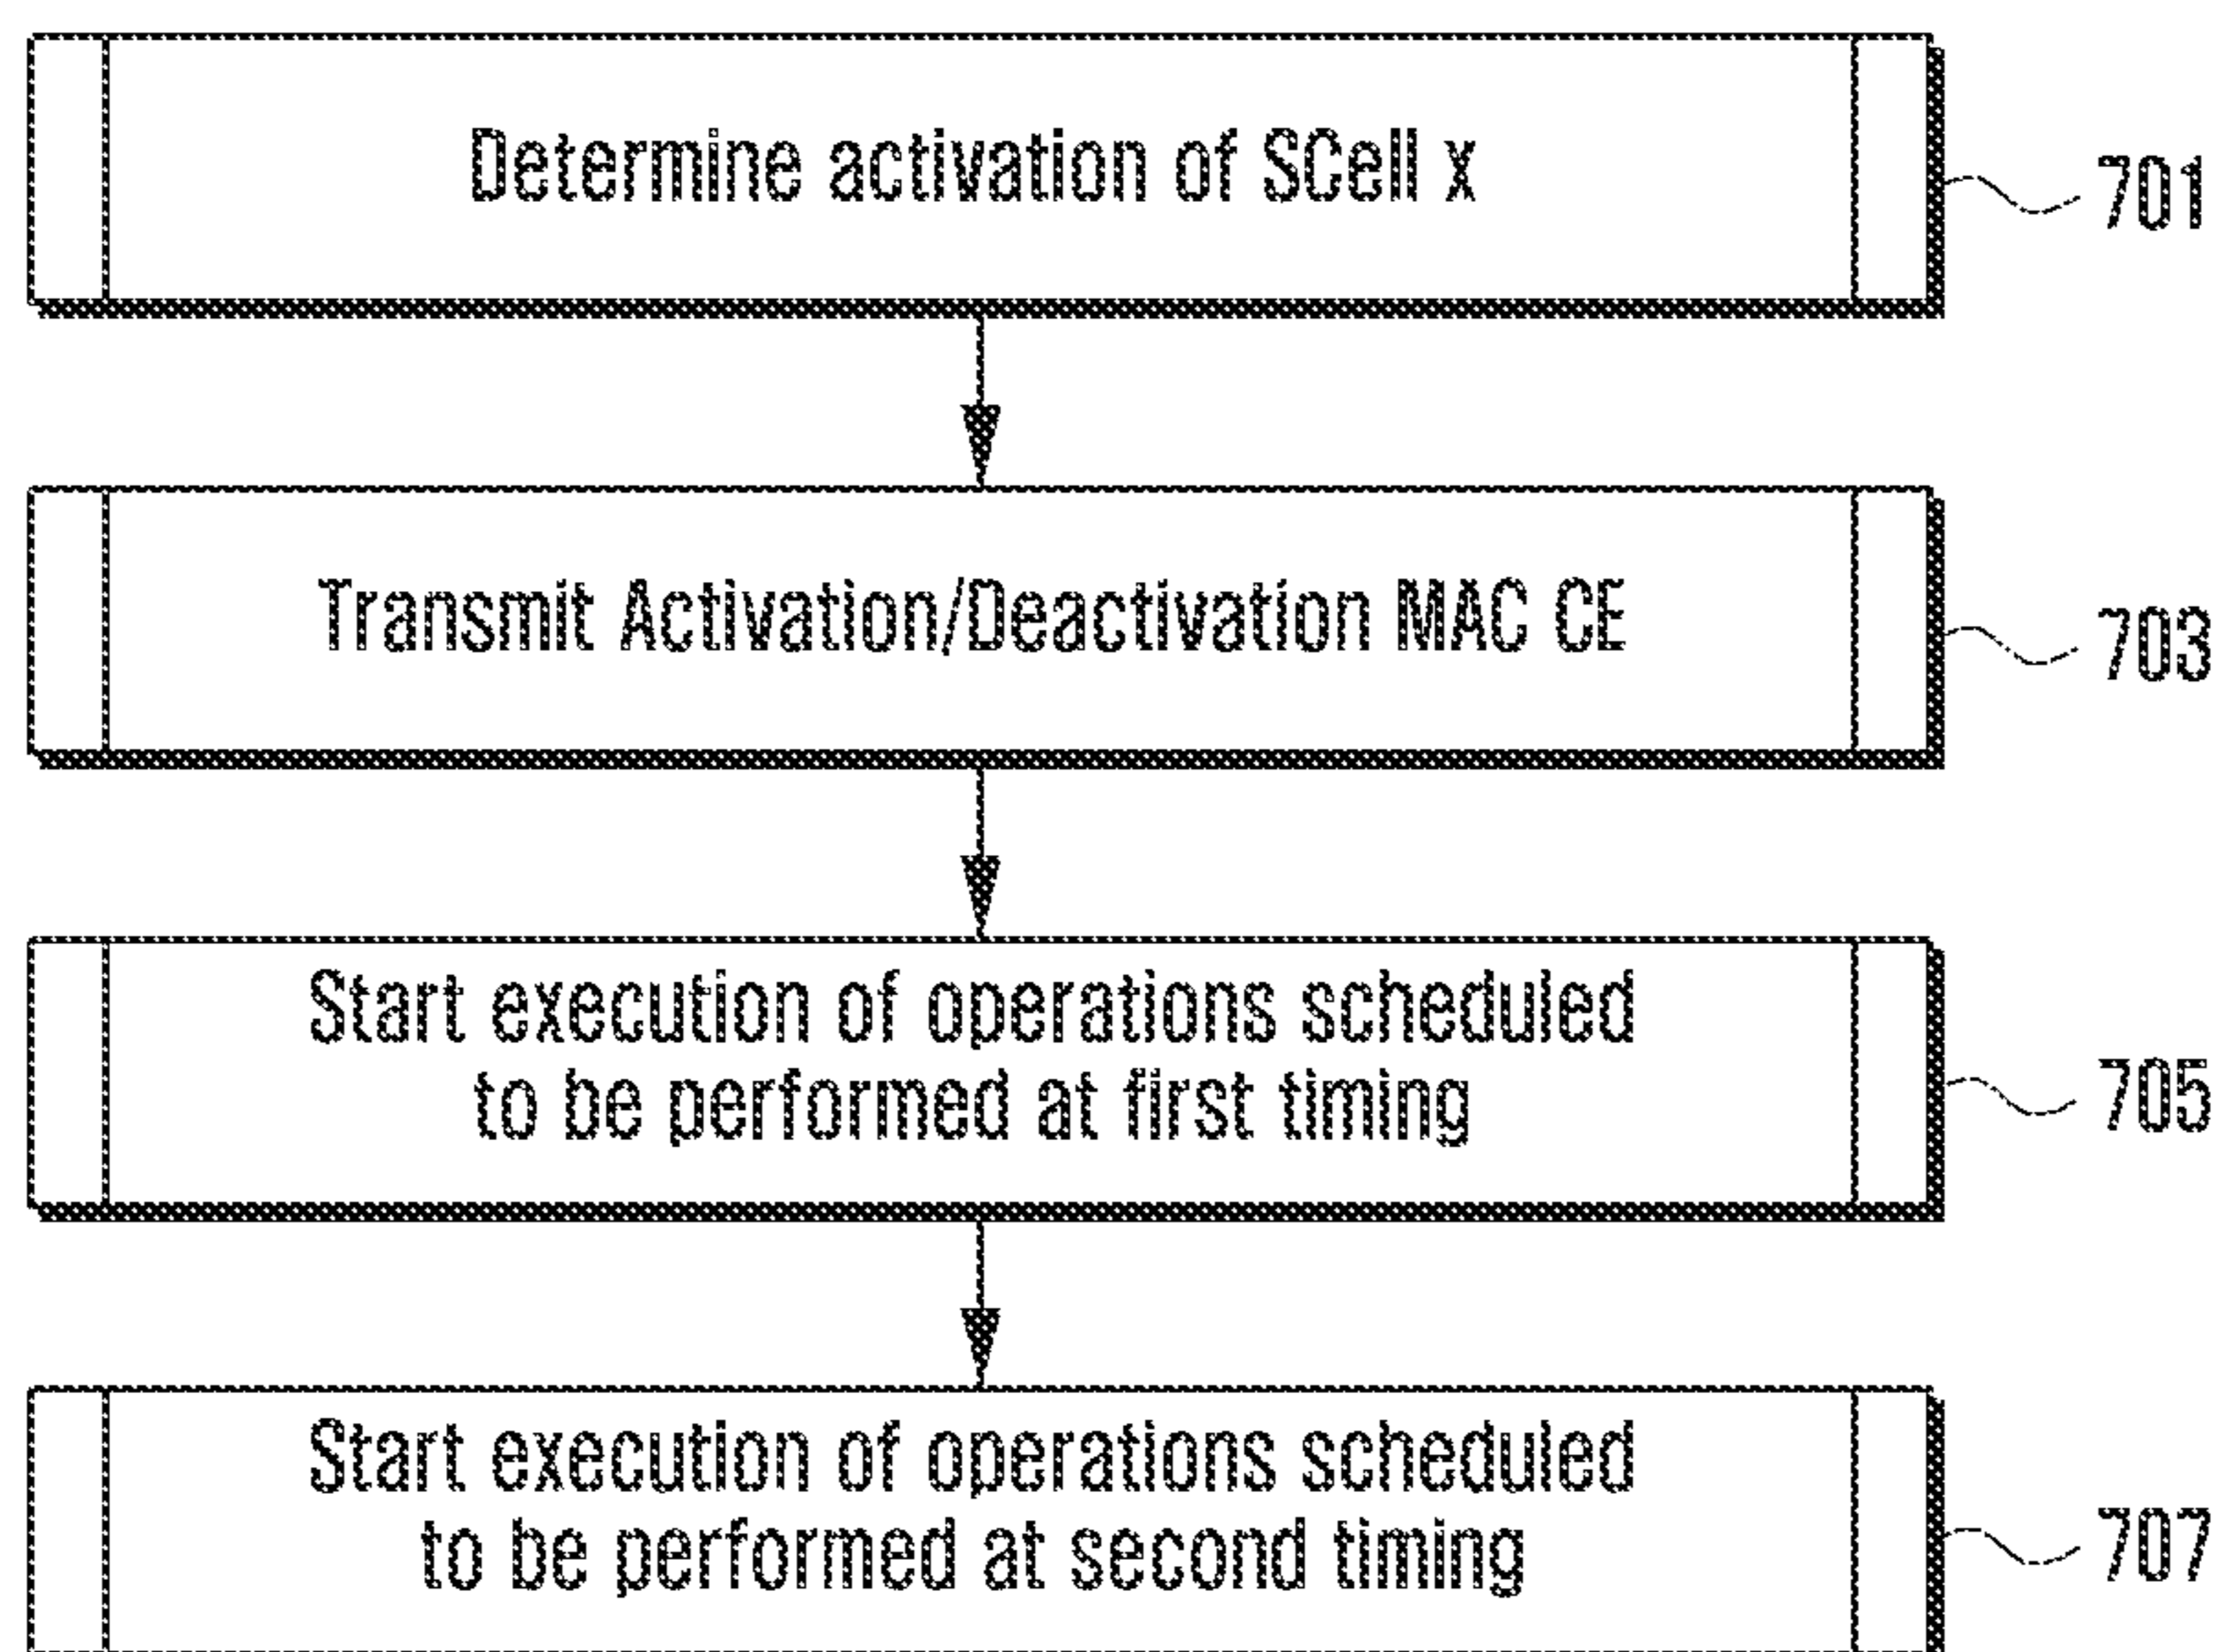 Determine activation of SCell x
701
Transmit Activation/Deactivation MAC CE
703
Start execution of operations scheduled
to be performed at first timing
705
Start execution of operations scheduled
to be performed at second timing
707